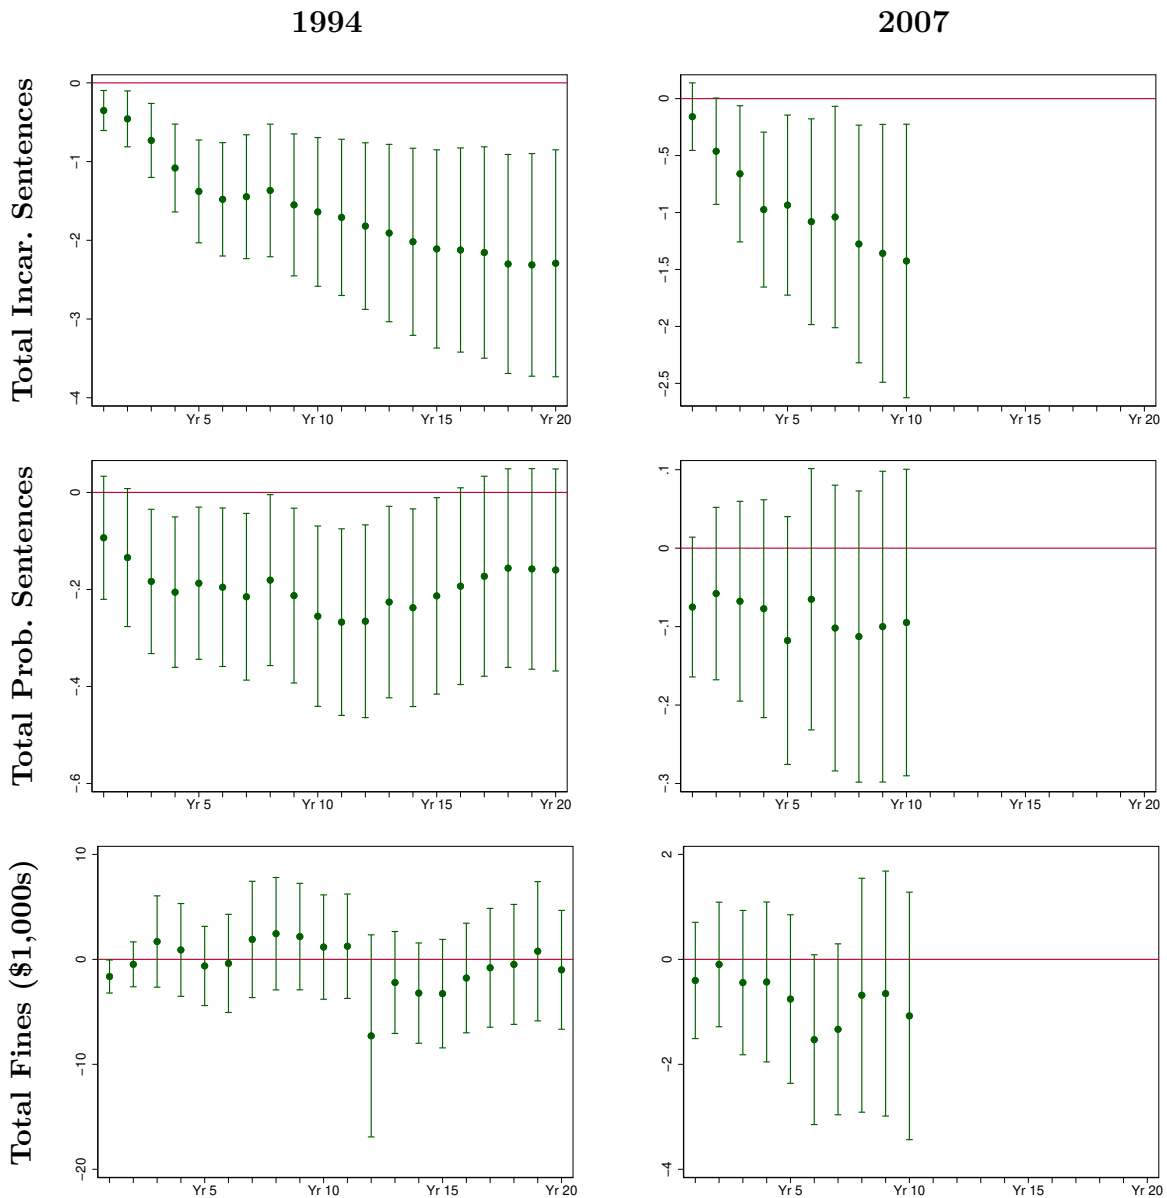 1994
2007
Total Incar. Sentences
0
−1
−2
−3
−4
Yr 5
Yr 10
Yr 15
Yr 20
0
−.5
−1
−1.5
−2
−2.5
Yr 5
Yr 10
Yr 15
Yr 20
Total Prob. Sentences
0
−.2
−.4
−.6
Yr 5
Yr 10
Yr 15
Yr 20
.1
0
−.1
−.2
−.3
Yr 5
Yr 10
Yr 15
Yr 20
Total Fines ($1,000s)
10
0
−10
−20
Yr 5
Yr 10
Yr 15
Yr 20
2
0
−2
−4
Yr 5
Yr 10
Yr 15
Yr 20